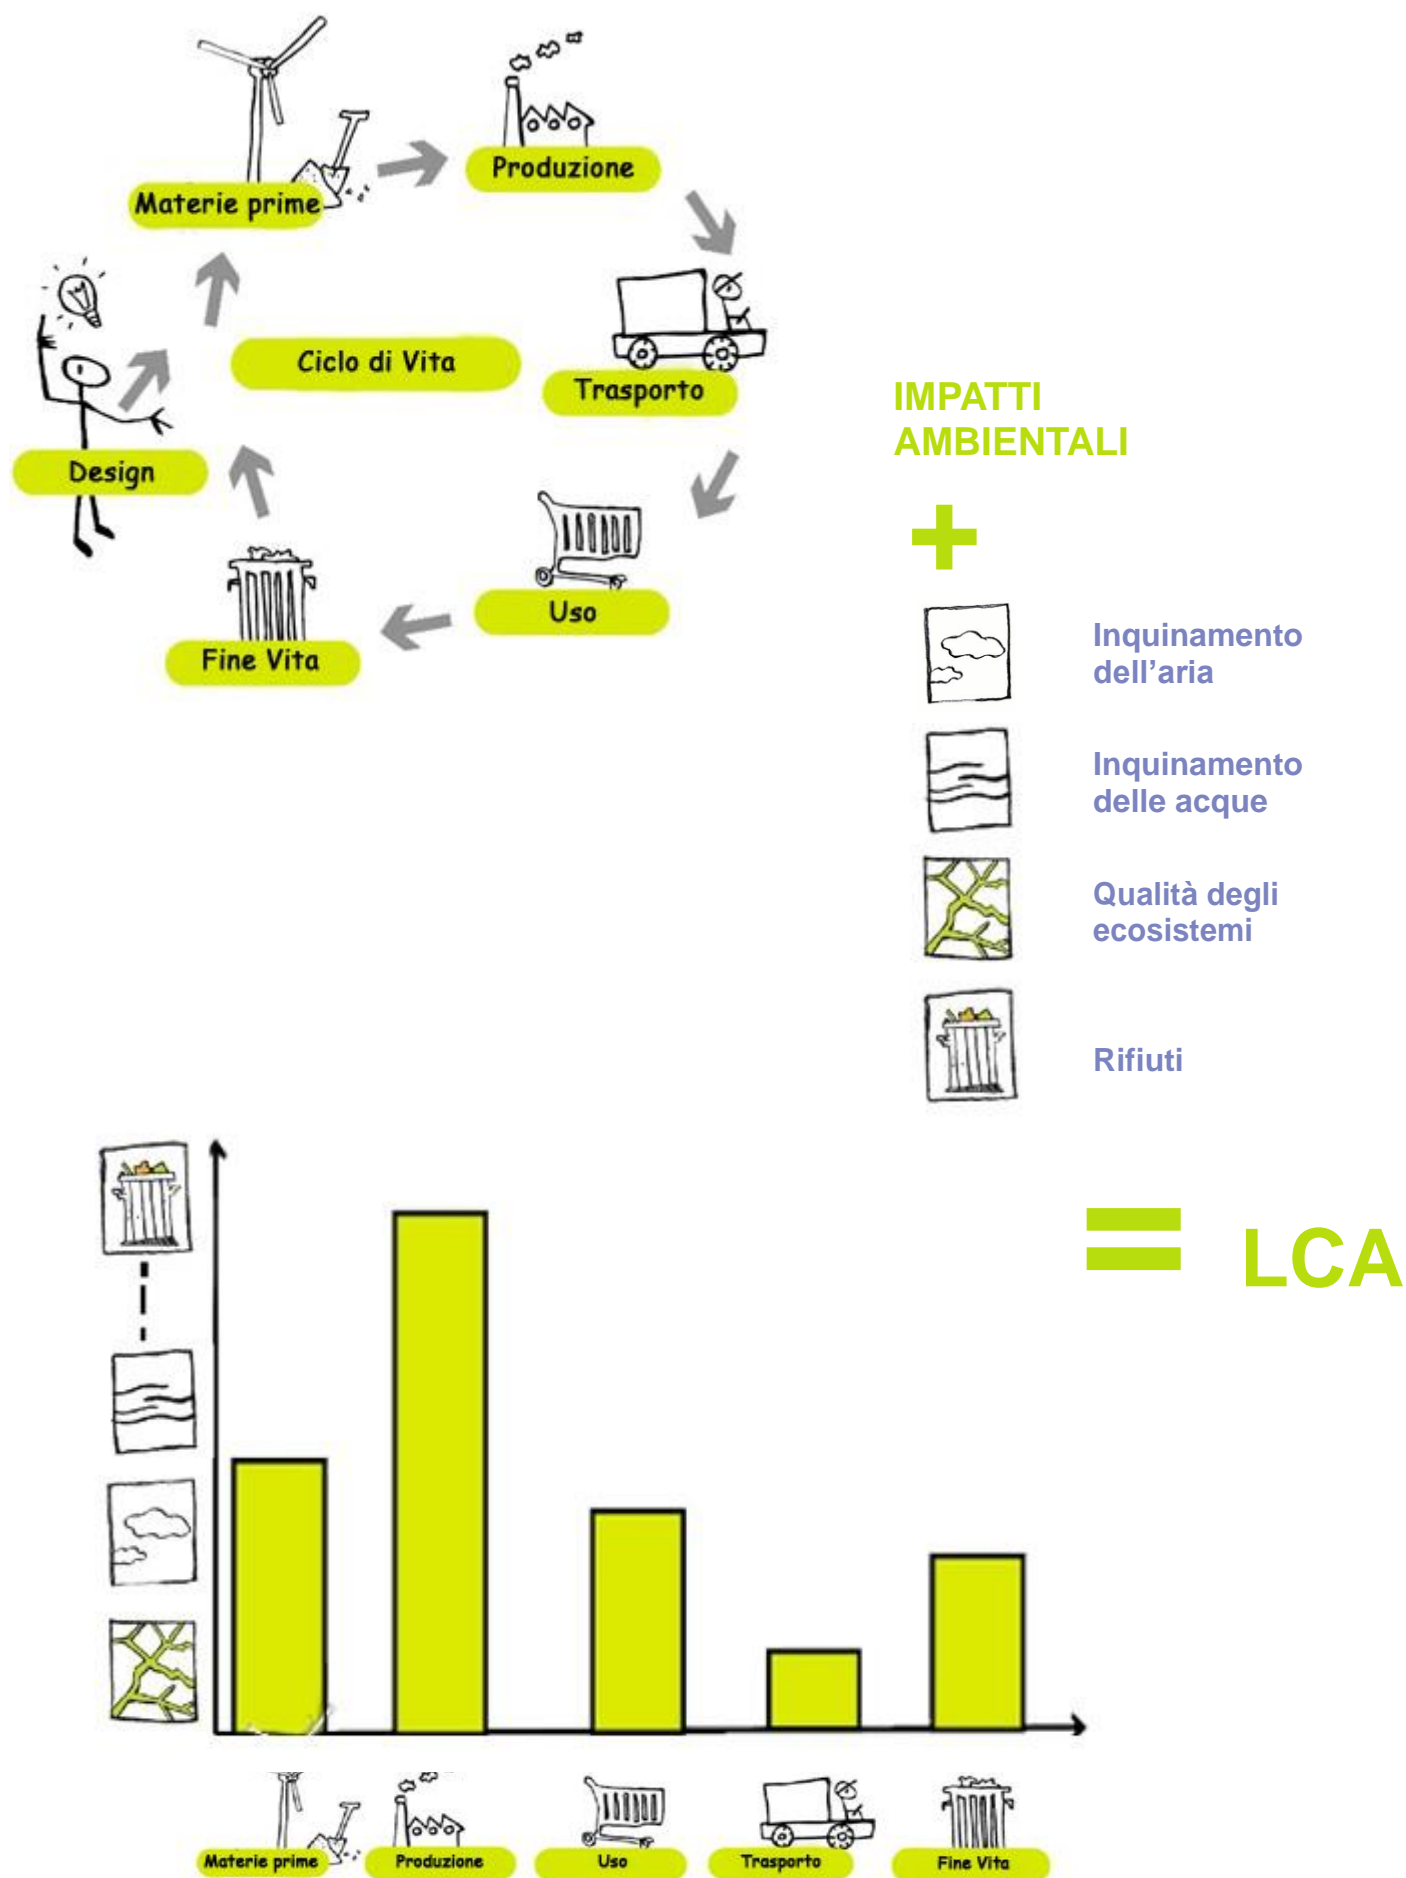 Materie prime
Produzione
Ciclo di Vita
Trasporto
Design
Uso
Fine Vita
IMPATTI
AMBIENTALI
+
Inquinamento
dell’aria
Inquinamento
delle acque
Qualità degli
ecosistemi
Rifiuti
= LCA
Materie prime
Produzione
Uso
Trasporto
Fine Vita